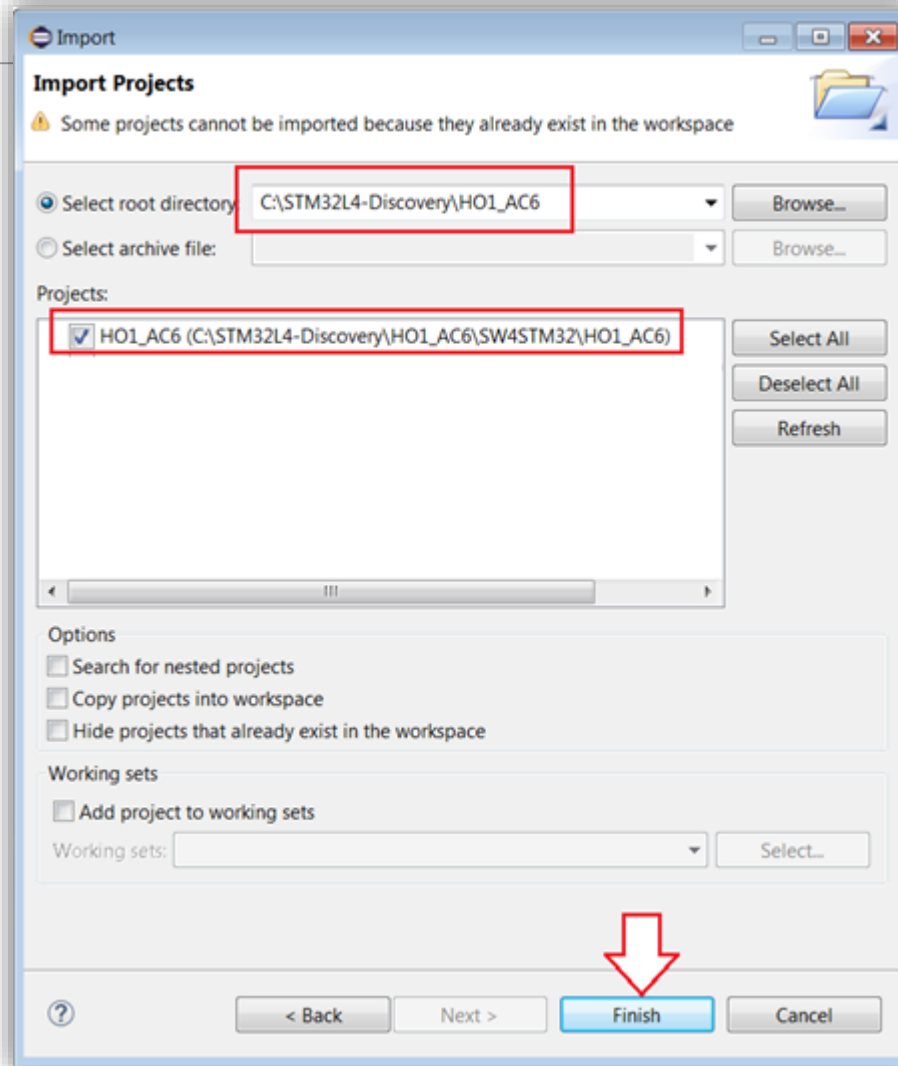 Import
Import Projects
Some projects cannot be imported because they already exist in the workspace
Select root directory: C:\STM32L4-Discovery\HO1_AC6 Browse...
Select archive file: Browse...
Projects:
HO1_AC6 (C:\STM32L4-Discovery\HO1_AC6\SW4STM32\HO1_AC6)
Select All
Deselect All
Refresh
Options
Search for nested projects
Copy projects into workspace
Hide projects that already exist in the workspace
Working sets
Add project to working sets
Working sets: Select...
? < Back Next > Finish Cancel